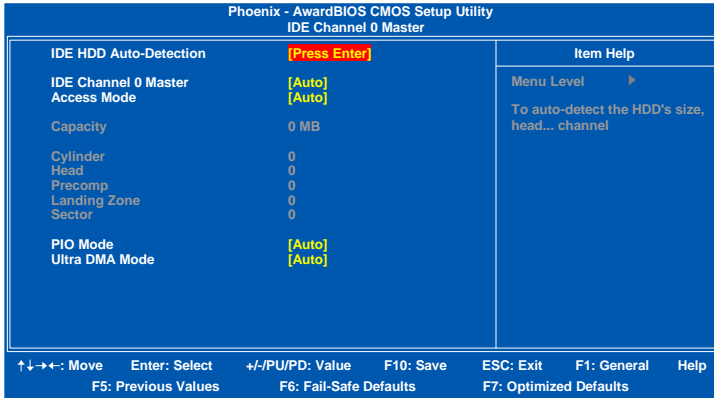 Phoenix - AwardBIOS CMOS Setup Utility
IDE Channel 0 Master
IDE HDD Auto-Detection [Press Enter]
IDE Channel 0 Master [Auto]
Access Mode [Auto]
Capacity 0 MB
Cylinder 0
Head 0
Precomp 0
Landing Zone 0
Sector 0
PIO Mode [Auto]
Ultra DMA Mode [Auto]
Item Help
Menu Level ▶
To auto-detect the HDD's size,
head... channel
↑↓→←: Move Enter: Select +/-/PU/PD: Value F10: Save ESC: Exit F1: General Help
F5: Previous Values F6: Fail-Safe Defaults F7: Optimized Defaults